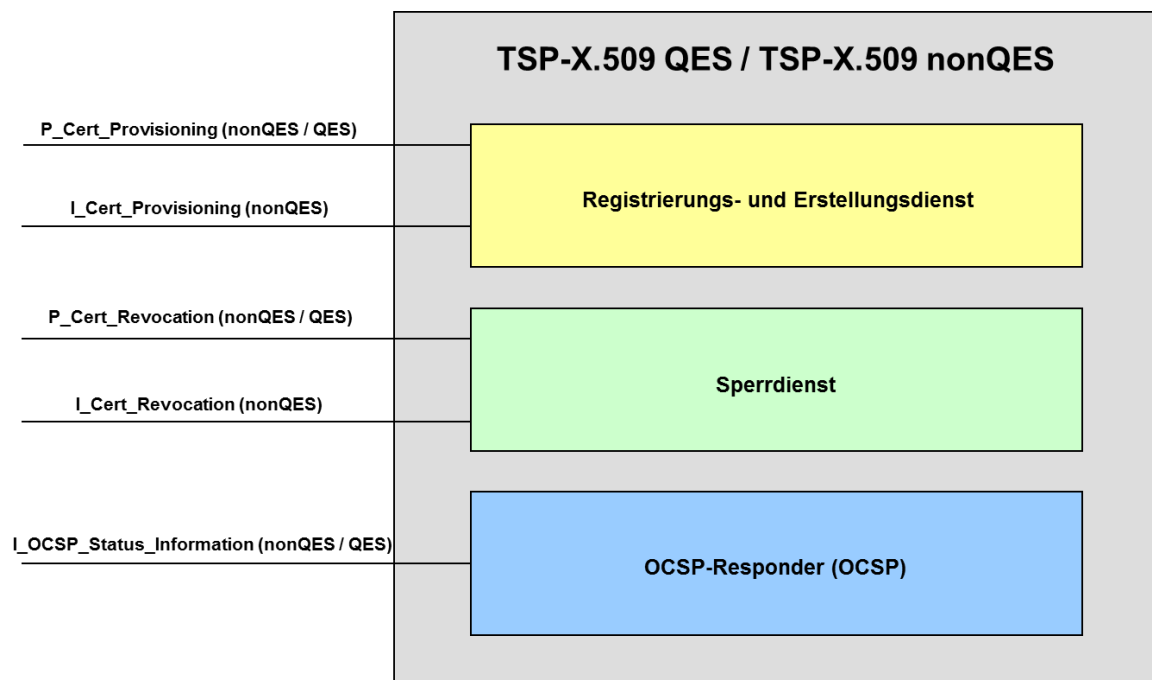 TSP-X.509 QES / TSP-X.509 nonQES
P_Cert_Provisioning (nonQES / QES)
I_Cert_Provisioning (nonQES)
Registrierungs- und Erstellungsdienst
P_Cert_Revocation (nonQES / QES)
I_Cert_Revocation (nonQES)
Sperrdienst
I_OCSP_Status_Information (nonQES / QES)
OCSP-Responder (OCSP)